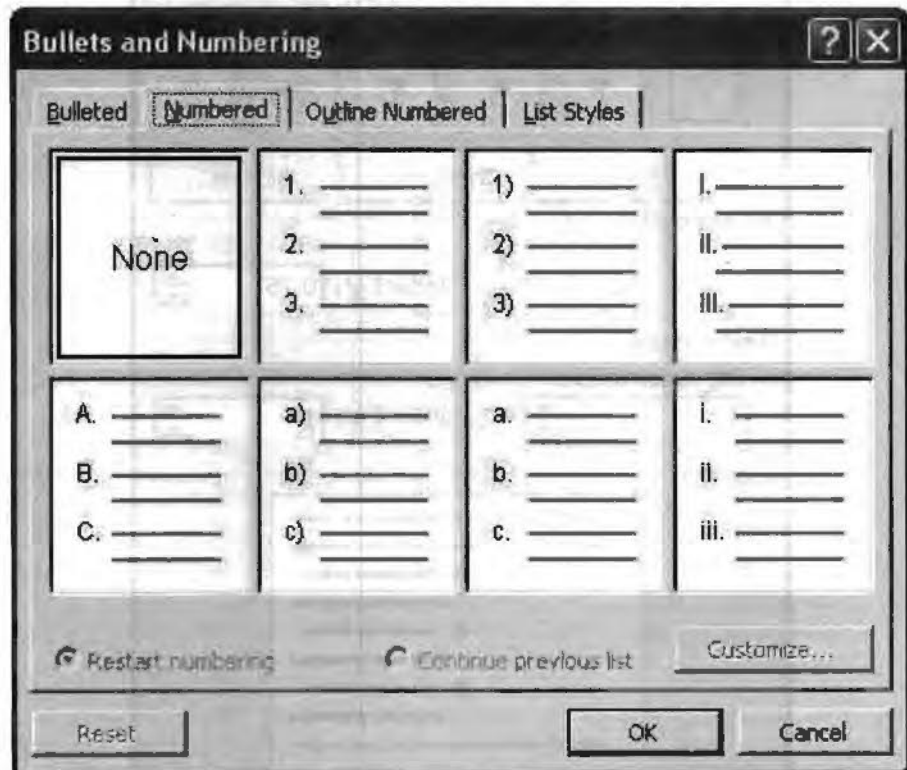 Bullets and Numbering
Bulleted Numbered Outline Numbered List Styles
None
1.
2.
3.
1)
2)
3)
I.
II.
III.
A.
B.
C.
a)
b)
c)
a.
b.
c.
i.
ii.
iii.
Restart numbering Continue previous list Customize...
Reset OK Cancel